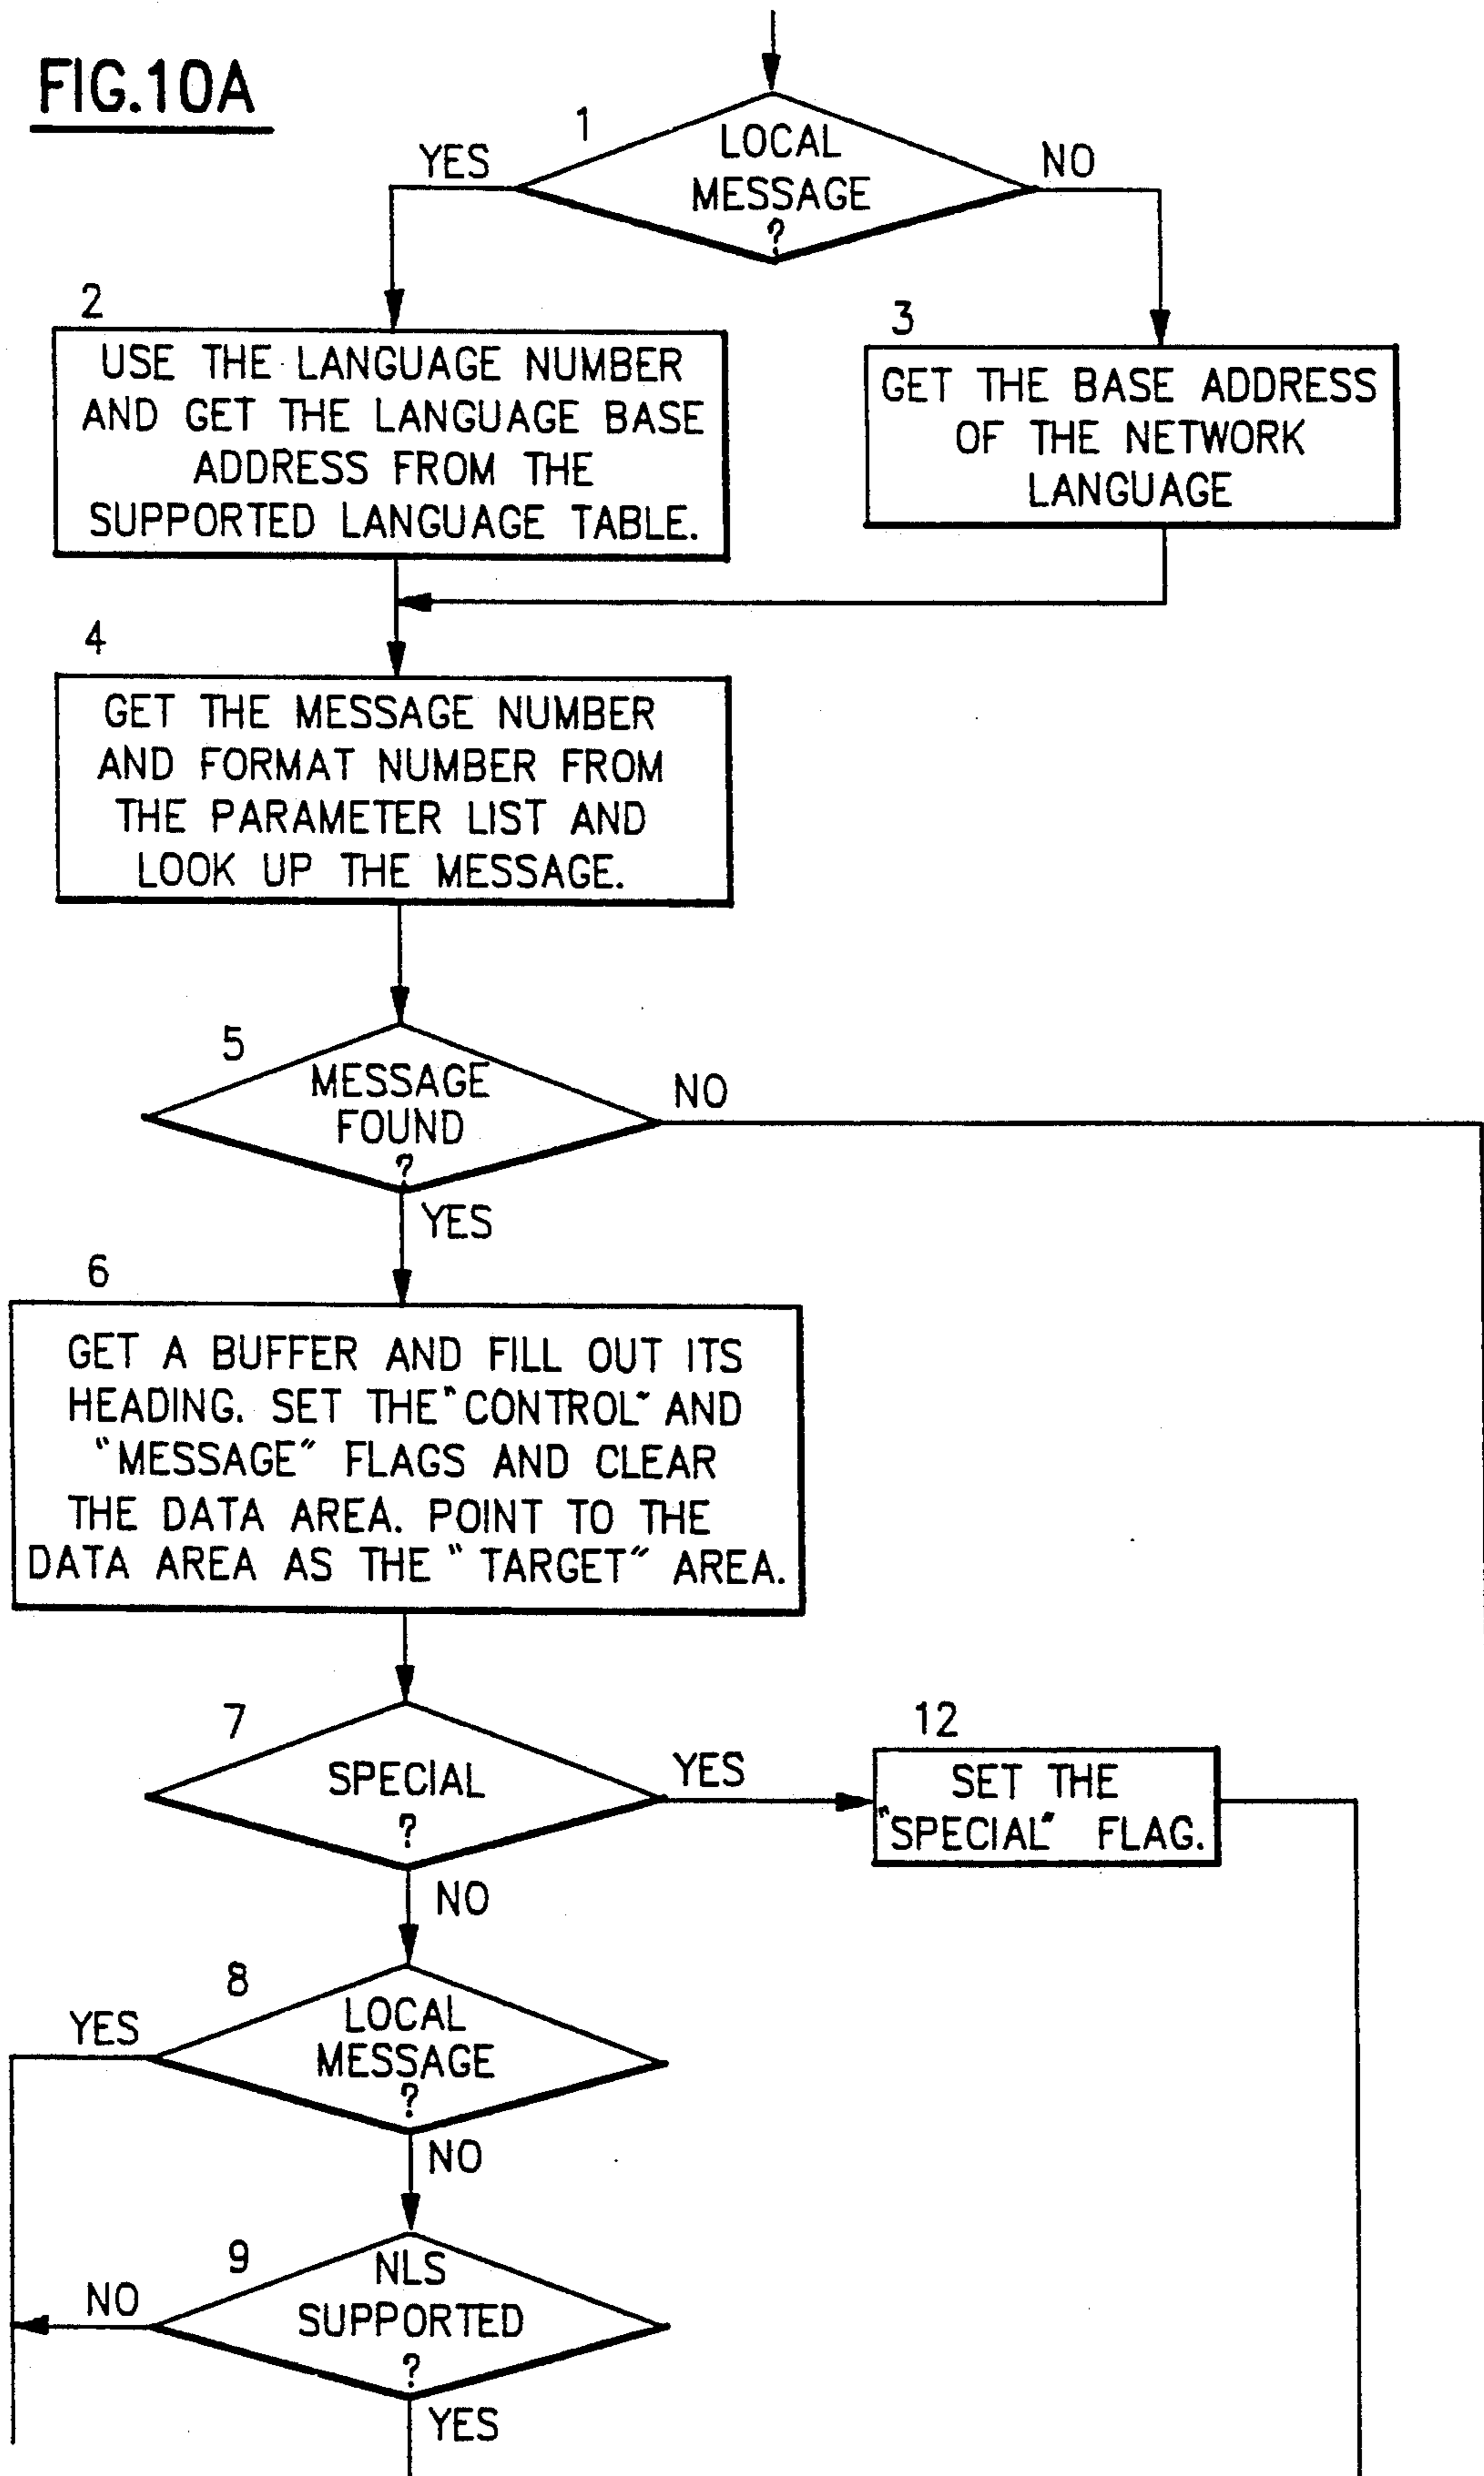 FIG.10A
1
LOCAL
MESSAGE
?
YES
NO
2
USE THE LANGUAGE NUMBER
AND GET THE LANGUAGE BASE
ADDRESS FROM THE
SUPPORTED LANGUAGE TABLE.
3
GET THE BASE ADDRESS
OF THE NETWORK
LANGUAGE
4
GET THE MESSAGE NUMBER
AND FORMAT NUMBER FROM
THE PARAMETER LIST AND
LOOK UP THE MESSAGE.
5
MESSAGE
FOUND
?
NO
YES
6
GET A BUFFER AND FILL OUT ITS
HEADING. SET THE "CONTROL" AND
"MESSAGE" FLAGS AND CLEAR
THE DATA AREA. POINT TO THE
DATA AREA AS THE "TARGET" AREA.
7
SPECIAL
?
YES
NO
12
SET THE
"SPECIAL" FLAG.
8
LOCAL
MESSAGE
?
YES
NO
9
NLS
SUPPORTED
?
NO
YES